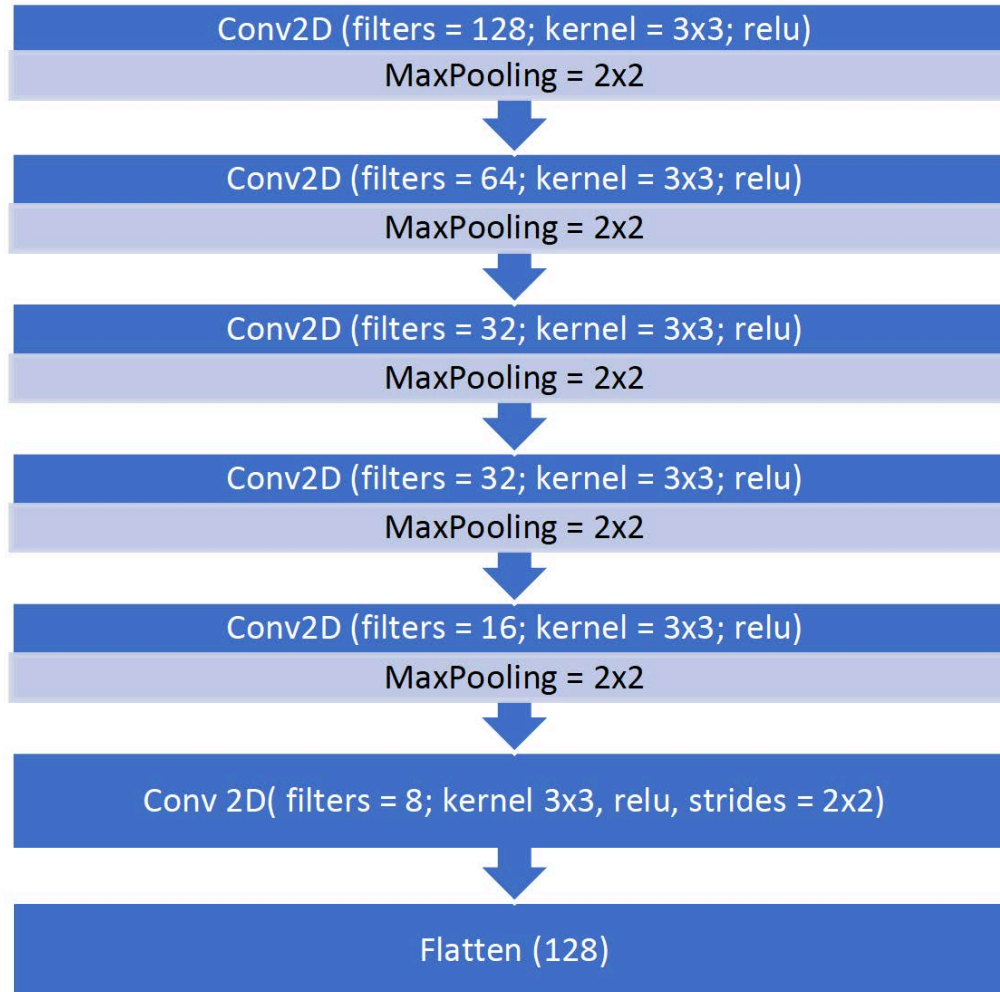 Conv2D (filters = 128; kernel = 3x3; relu)
MaxPooling = 2x2
Conv2D (filters = 64; kernel = 3x3; relu)
MaxPooling = 2x2
Conv2D (filters = 32; kernel = 3x3; relu)
MaxPooling = 2x2
Conv2D (filters = 32; kernel = 3x3; relu)
MaxPooling = 2x2
Conv2D (filters = 16; kernel = 3x3; relu)
MaxPooling = 2x2
Conv 2D( filters = 8; kernel 3x3, relu, strides = 2x2)
Flatten (128)